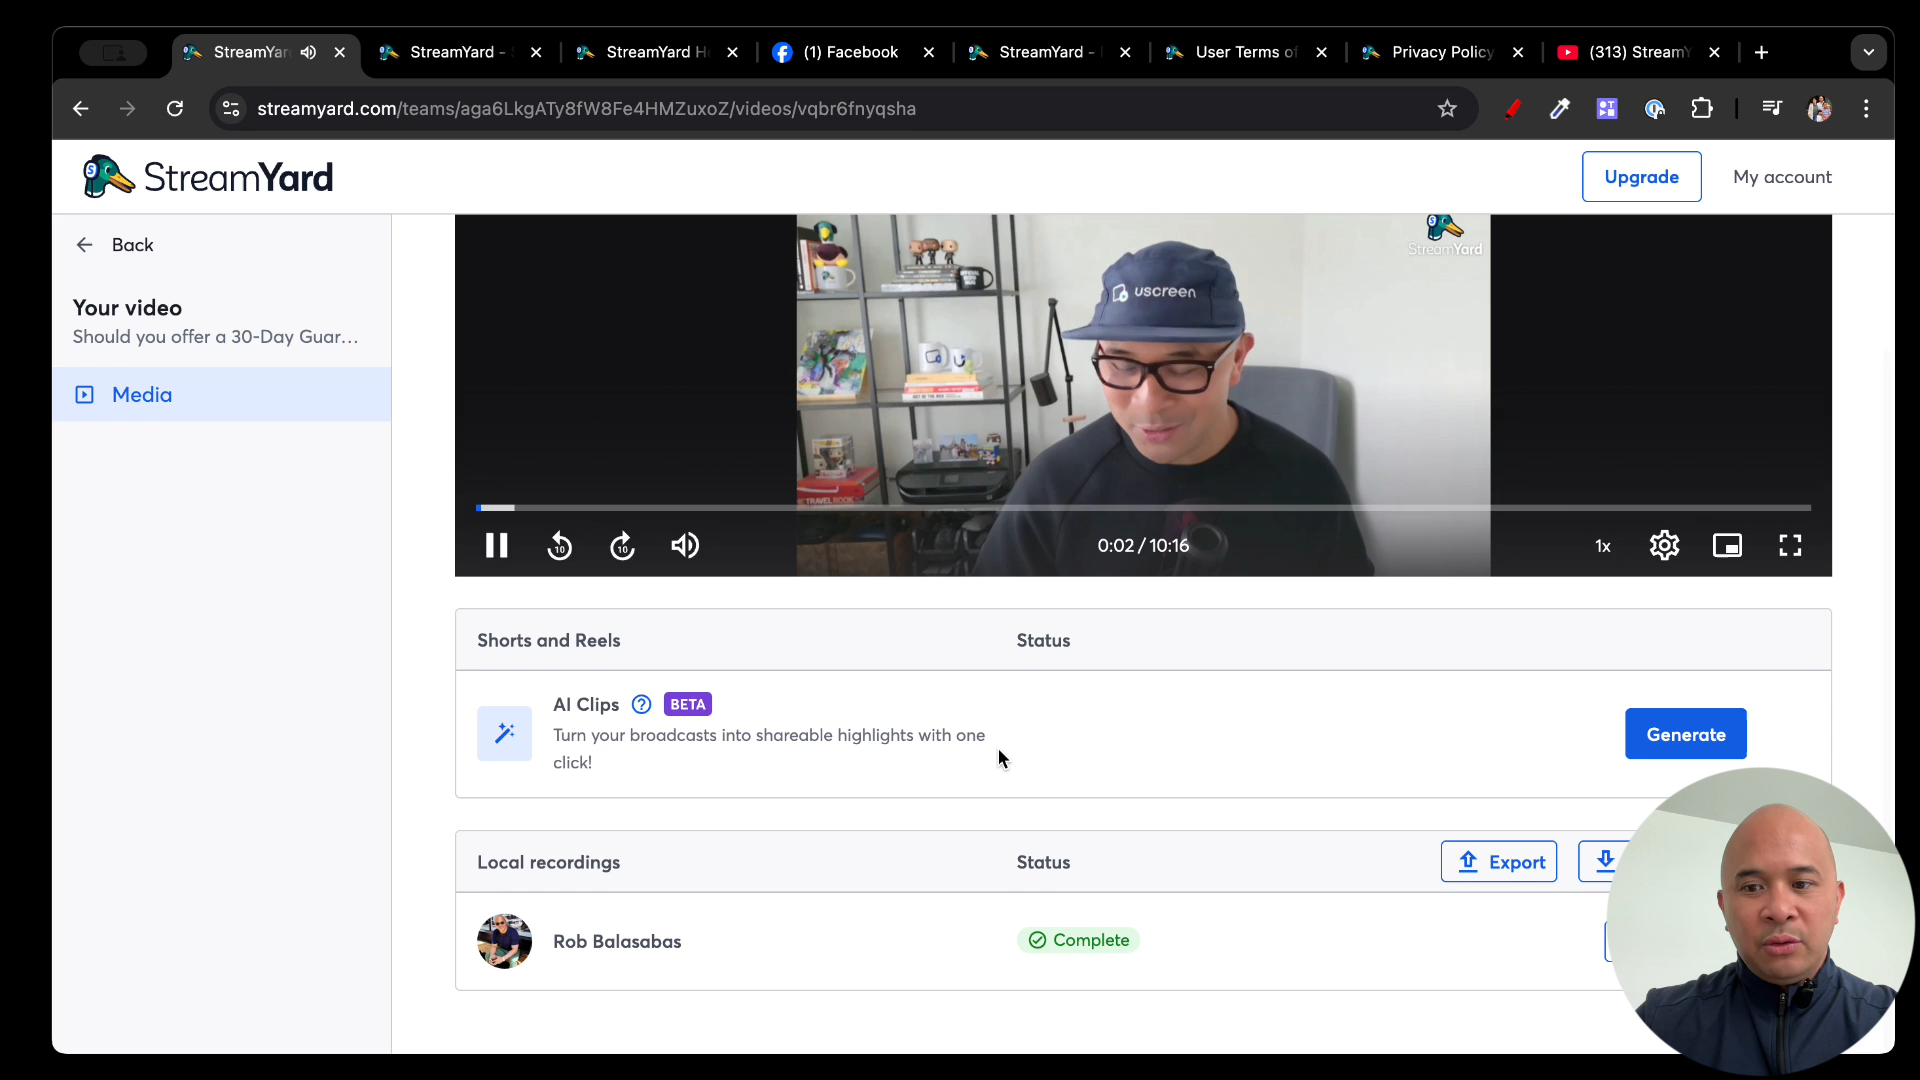 StreamYar
StreamYard -
StreamYard H
(1) Facebook
StreamYard -
User Terms of
Privacy Policy
(313) StreamY
streamyard.com/teams/aga6LkgATy8fW8Fe4HMZuxoZ/videos/vqbr6fnyqsha
StreamYard
Upgrade
My account
Back
Your video
Should you offer a 30-Day Guar...
Media
StreamYard
uscreen
10
10
0:02 / 10:16
1x
Shorts and Reels
Status
AI Clips
BETA
Turn your broadcasts into shareable highlights with one
click!
Generate
Local recordings
Status
Export
Rob Balasabas
Complete